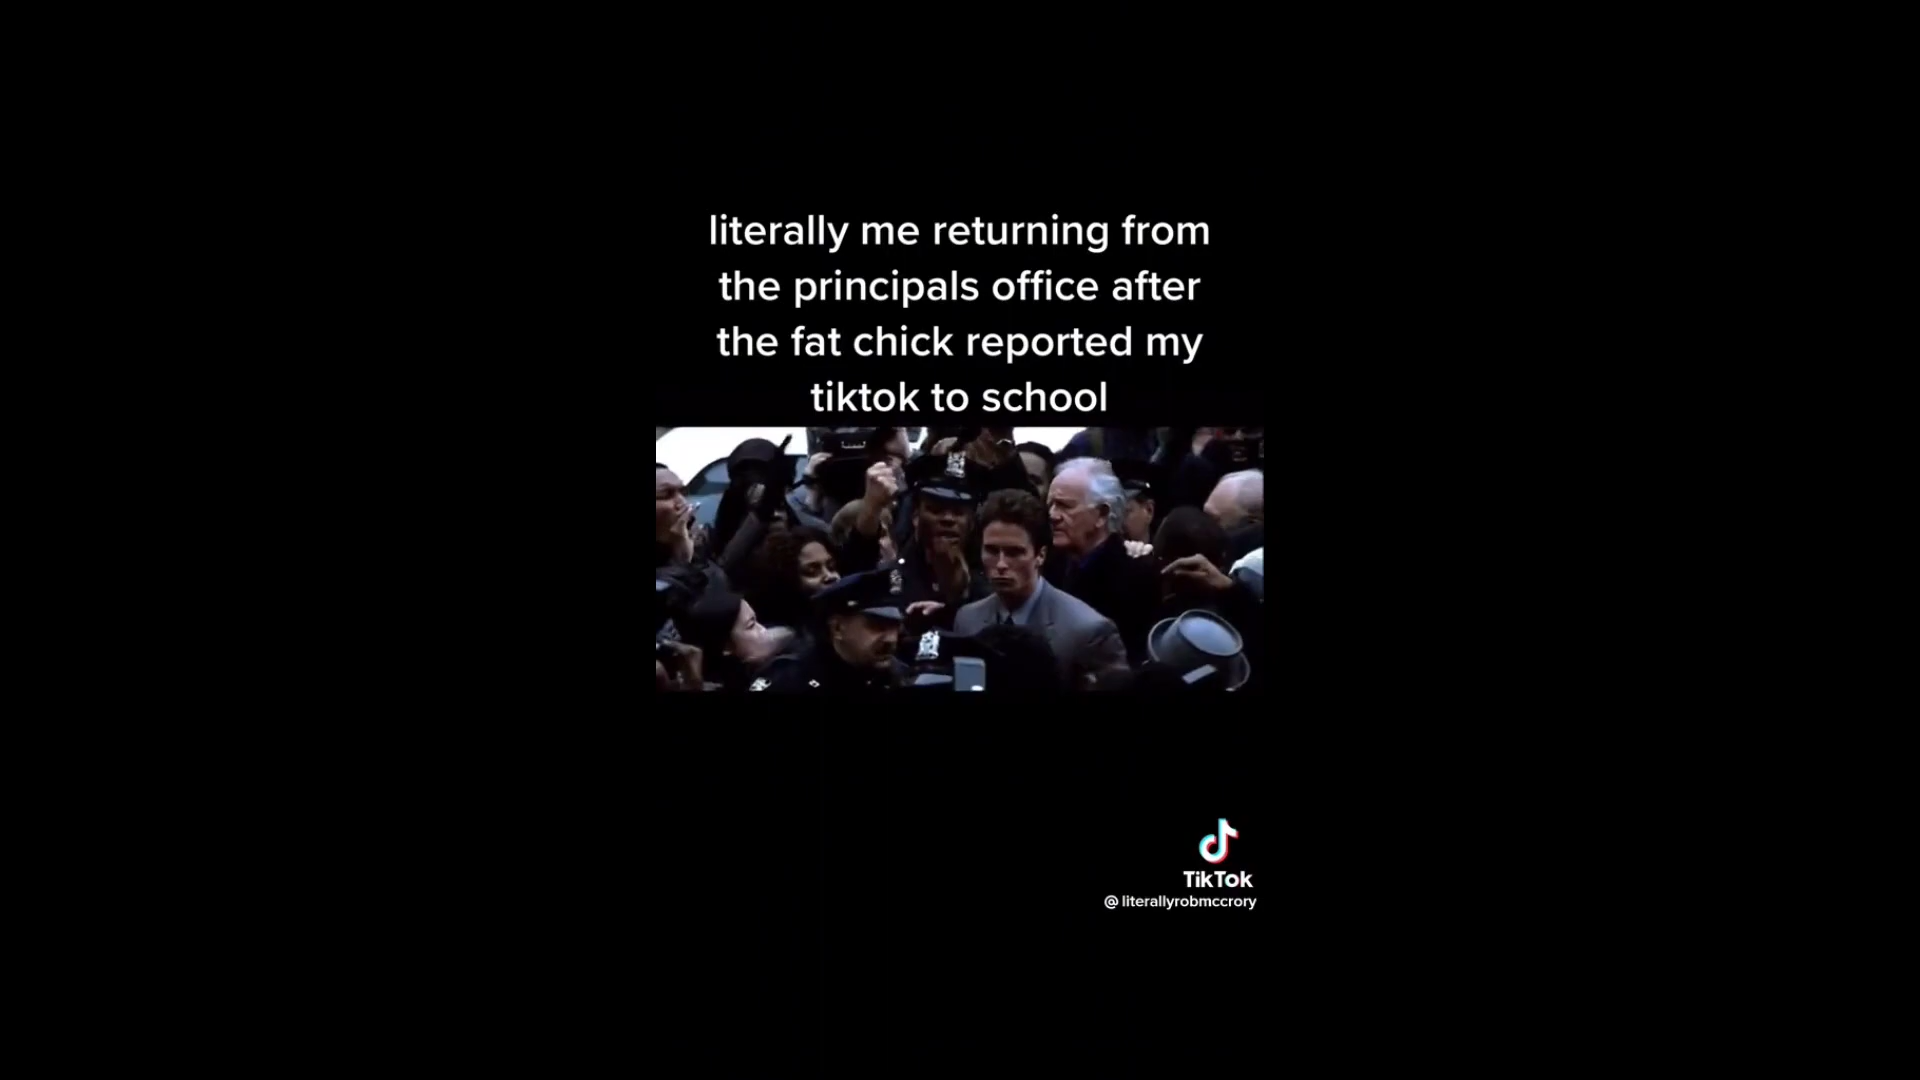 literally me returning from
the principals office after
the fat chick reported my
tiktok to school
TikTok
@ literallyrobmccrory